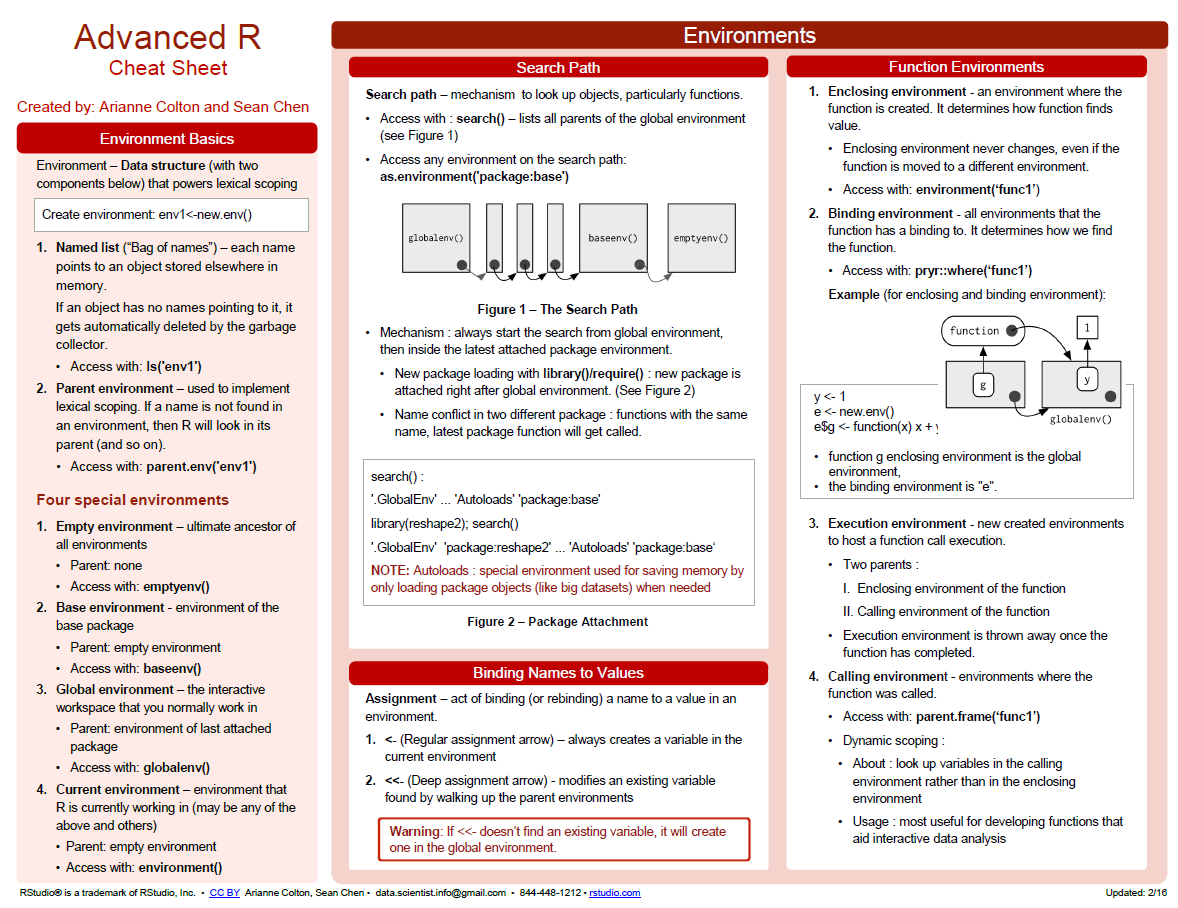 Advanced R
Cheat Sheet
Created by: Arianne Colton and Sean Chen
Environment Basics
Environment – Data structure (with two
components below) that powers lexical scoping
Create environment: env1<-new.env()
1. Named list (“Bag of names”) – each name
points to an object stored elsewhere in
memory.
If an object has no names pointing to it, it
gets automatically deleted by the garbage
collector.
• Access with: ls('env1')
2. Parent environment – used to implement
lexical scoping. If a name is not found in
an environment, then R will look in its
parent (and so on).
• Access with: parent.env('env1')
Four special environments
1. Empty environment – ultimate ancestor of
all environments
• Parent: none
• Access with: emptyenv()
2. Base environment - environment of the
base package
• Parent: empty environment
• Access with: baseenv()
3. Global environment – the interactive
workspace that you normally work in
• Parent: environment of last attached
package
• Access with: globalenv()
4. Current environment – environment that
R is currently working in (may be any of the
above and others)
• Parent: empty environment
• Access with: environment()
Environments
Search Path
Search path – mechanism to look up objects, particularly functions.
• Access with : search() – lists all parents of the global environment
(see Figure 1)
• Access any environment on the search path:
as.environment('package:base')
globalenv()
baseenv()
emptyenv()
Figure 1 – The Search Path
• Mechanism : always start the search from global environment,
then inside the latest attached package environment.
• New package loading with library()/require() : new package is
attached right after global environment. (See Figure 2)
• Name conflict in two different package : functions with the same
name, latest package function will get called.
search() :
'.GlobalEnv' ... 'Autoloads' 'package:base'
library(reshape2); search()
'.GlobalEnv' 'package:reshape2' ... 'Autoloads' 'package:base‘
NOTE: Autoloads : special environment used for saving memory by
only loading package objects (like big datasets) when needed
Figure 2 – Package Attachment
Binding Names to Values
Assignment – act of binding (or rebinding) a name to a value in an
environment.
1. <- (Regular assignment arrow) – always creates a variable in the
current environment
2. <<- (Deep assignment arrow) - modifies an existing variable
found by walking up the parent environments
Warning: If <<- doesn’t find an existing variable, it will create
one in the global environment.
Function Environments
1. Enclosing environment - an environment where the
function is created. It determines how function finds
value.
• Enclosing environment never changes, even if the
function is moved to a different environment.
• Access with: environment(‘func1’)
2. Binding environment - all environments that the
function has a binding to. It determines how we find
the function.
• Access with: pryr::where(‘func1’)
Example (for enclosing and binding environment):
function
1
g
y
globalenv()
y <- 1
e <- new.env()
e$g <- function(x) x + y
• function g enclosing environment is the global
environment,
• the binding environment is "e".
3. Execution environment - new created environments
to host a function call execution.
• Two parents :
I. Enclosing environment of the function
II. Calling environment of the function
• Execution environment is thrown away once the
function has completed.
4. Calling environment - environments where the
function was called.
• Access with: parent.frame(‘func1’)
• Dynamic scoping :
• About : look up variables in the calling
environment rather than in the enclosing
environment
• Usage : most useful for developing functions that
aid interactive data analysis
RStudio® is a trademark of RStudio, Inc. • CC BY Arianne Colton, Sean Chen • data.scientist.info@gmail.com • 844-448-1212 • rstudio.com
Updated: 2/16